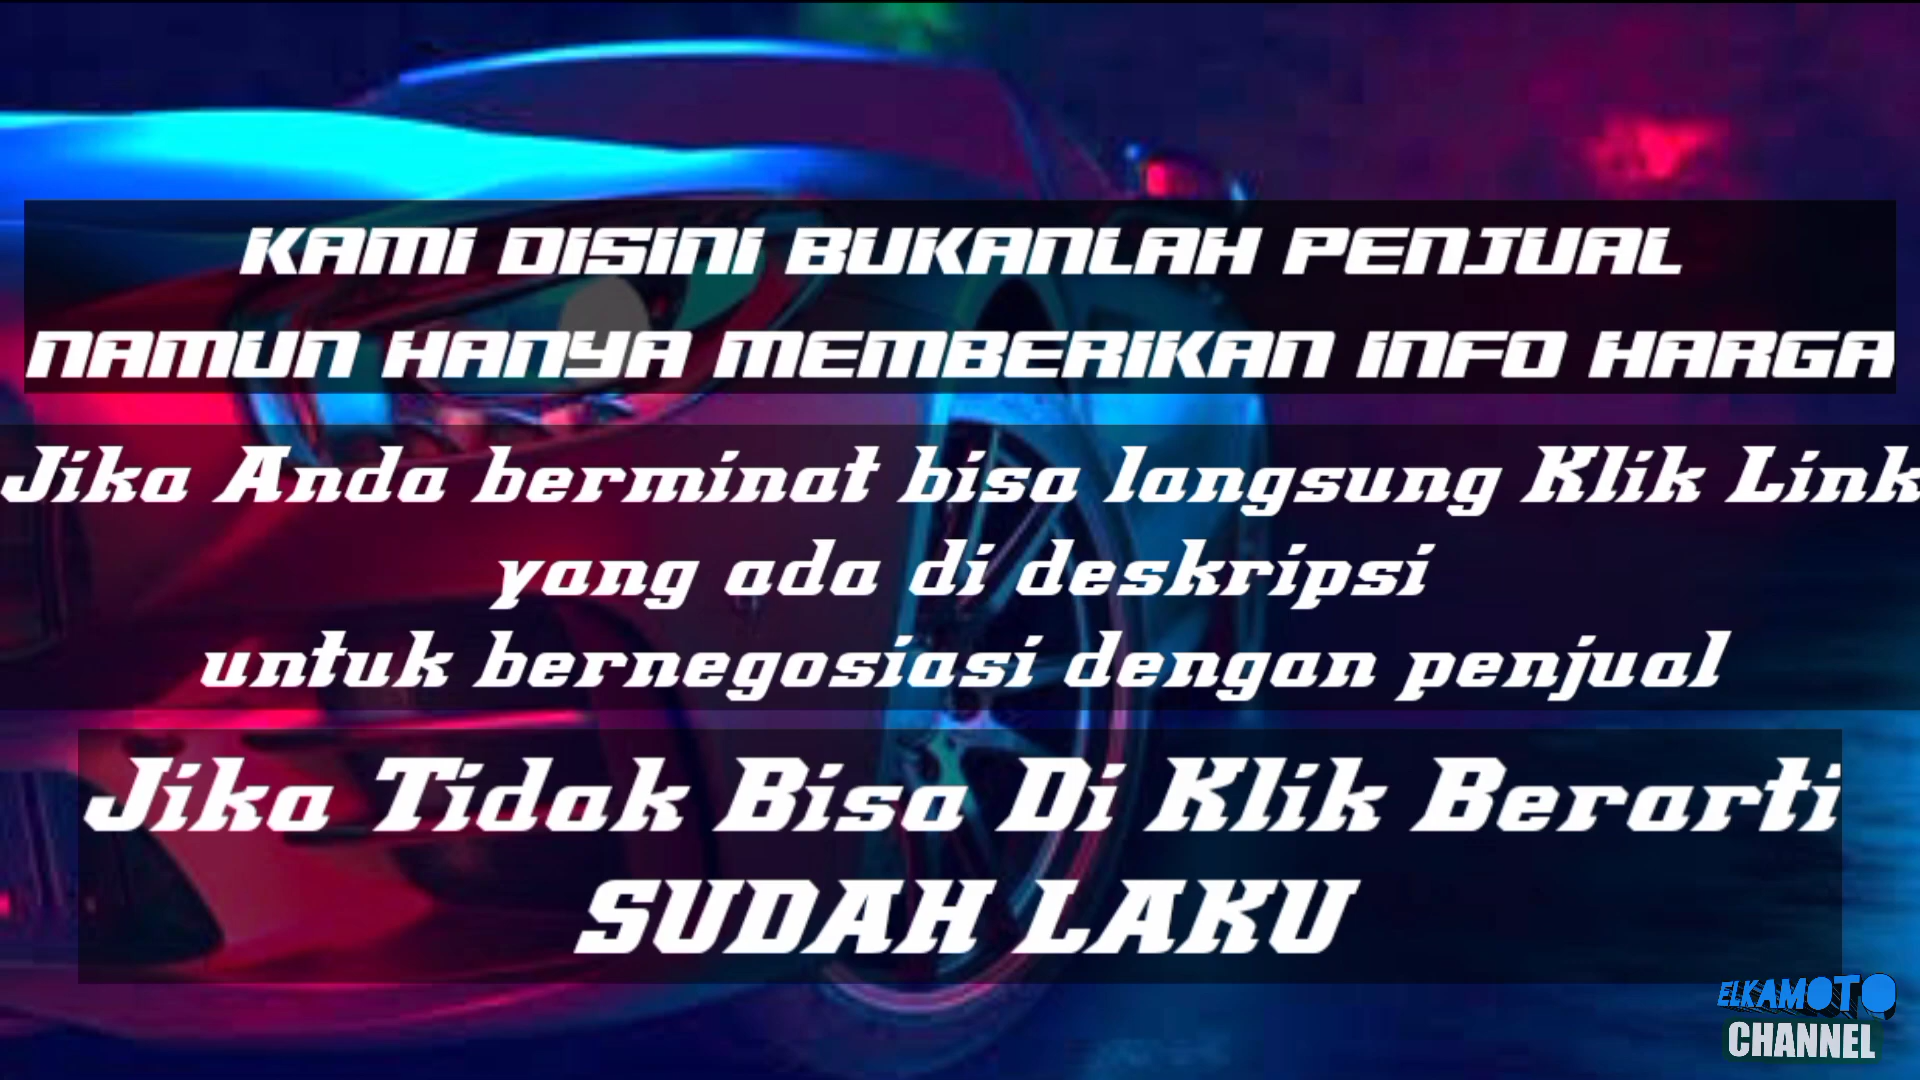 KAMI DISINI BUKANLAH PENJUAL
NAMUN HANYA MEMBERIKAN INFO HARGA
Jika Anda berminat bisa langsung Klik Link
yang ada di deskripsi
untuk bernegosiasi dengan penjual
Jika Tidak Bisa Di Klik Berarti
SUDAH LAKU
ELKAMOTO
CHANNEL